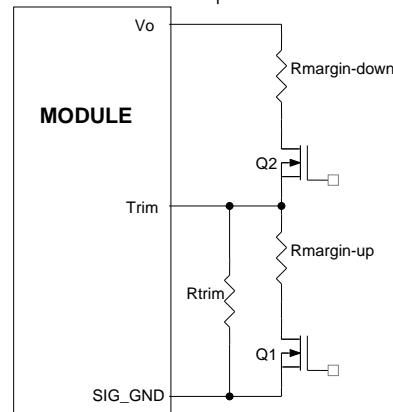 Vo
Rmargin-down
MODULE
Q2
Trim
Rmargin-up
Rtrim
Q1
SIG_GND